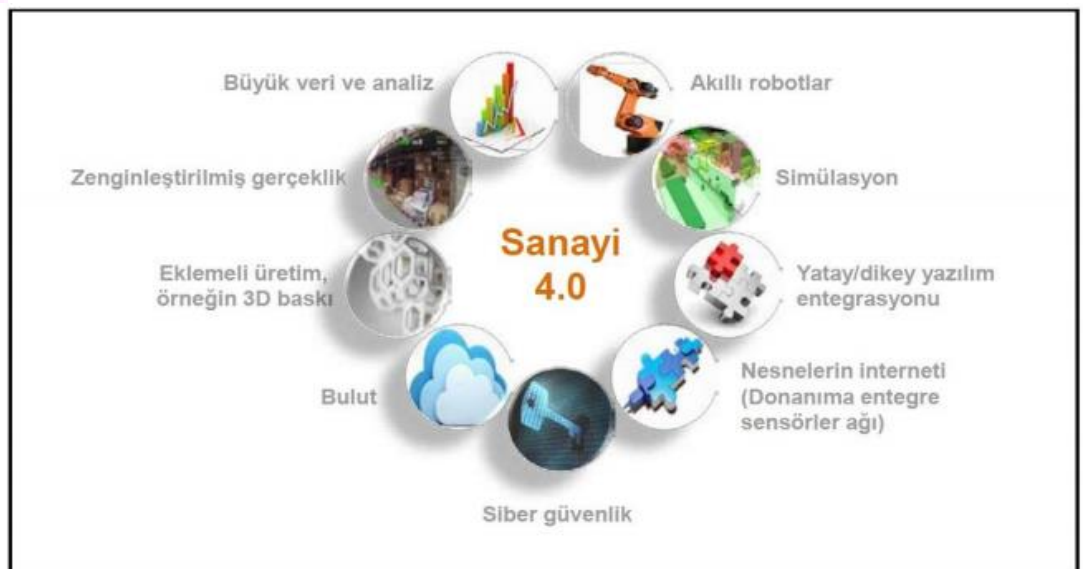 Büyük veri ve analiz
Akıllı robotlar
Zenginleştirilmiş gerçeklik
Simülasyon
Sanayi
4.0
Eklemeli üretim,
örneğin 3D baskı
Yatay/dikey yazılım
entegrasyonu
Bulut
Nesnelerin interneti
(Donanıma entegre
sensörler ağı)
Siber güvenlik